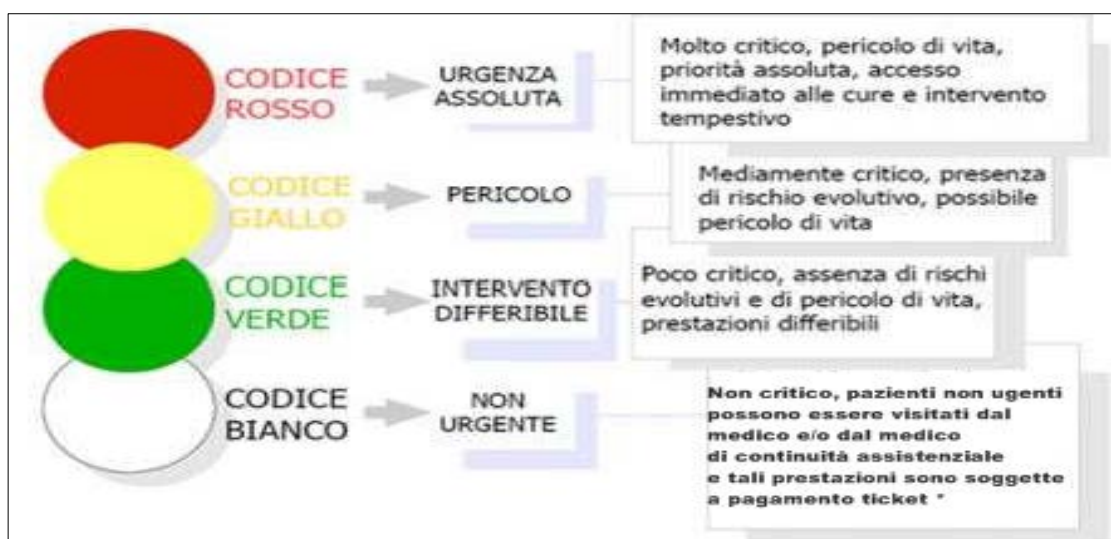 CODICE
ROSSO
URGENZA
ASSOLUTA
Molto critico, pericolo di vita,
priorità assoluta, accesso
immediato alle cure e intervento
tempestivo
CODICE
GIALLO
PERICOLO
Mediamente critico, presenza
di rischio evolutivo, possibile
pericolo di vita
CODICE
VERDE
INTERVENTO
DIFFERIBILE
Poco critico, assenza di rischi
evolutivi e di pericolo di vita,
prestazioni differibili
CODICE
BIANCO
NON
URGENTE
Non critico, pazienti non ugenti
possono essere visitati dal
medico e/o dal medico
di continuità assistenziale
e tali prestazioni sono soggette
a pagamento ticket *